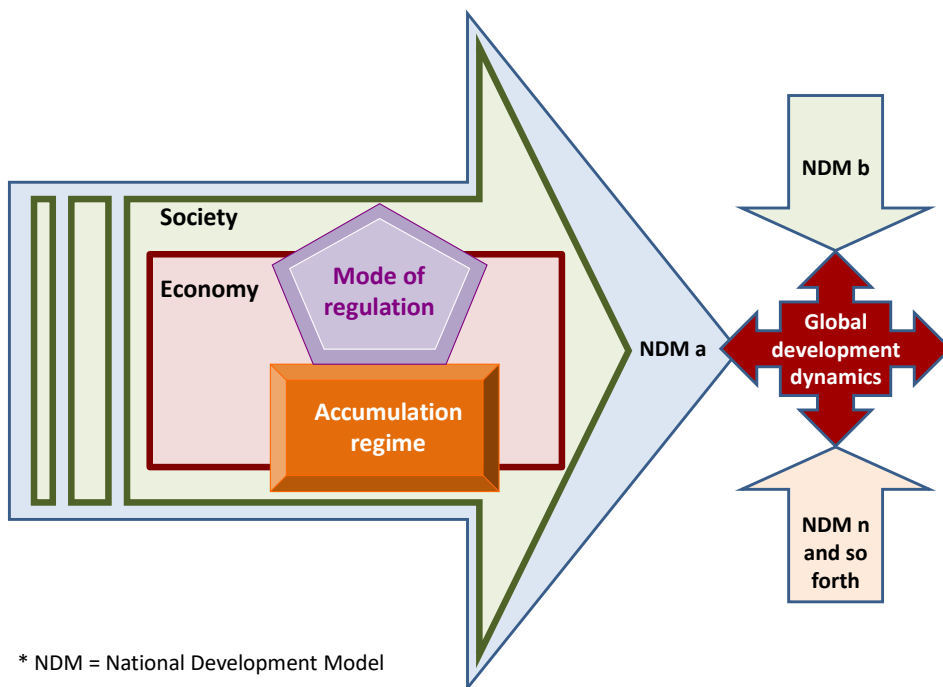 Society
Economy
Mode of
regulation
Accumulation
regime
NDM a
NDM b
Global
development
dynamics
NDM n
and so
forth
* NDM = National Development Model